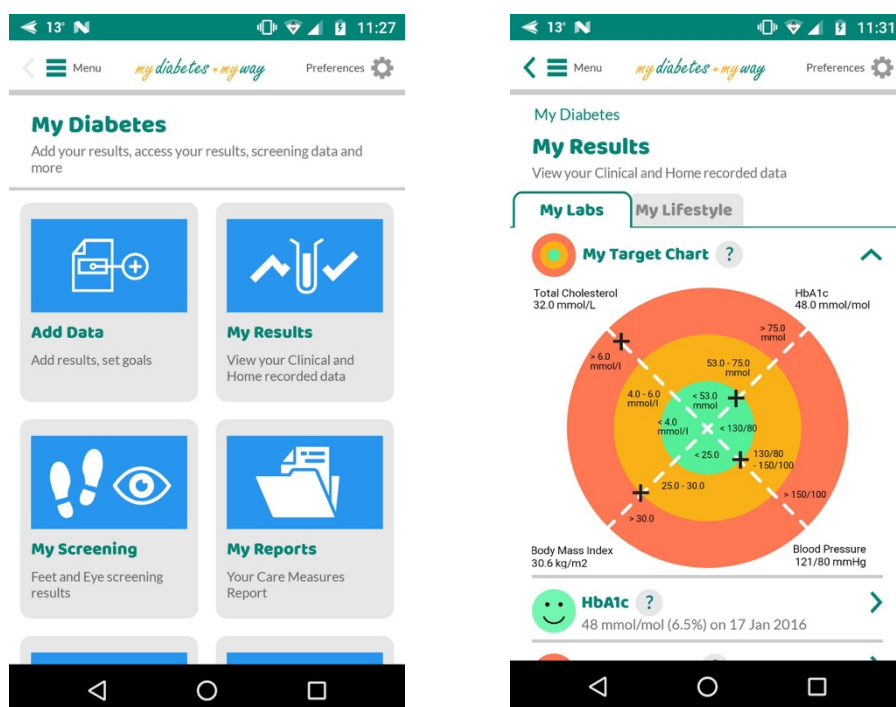 13° N 11:27
Menu my diabetes my way Preferences
My Diabetes
Add your results, access your results, screening data and
more
Add Data
Add results, set goals
My Results
View your Clinical and
Home recorded data
My Screening
Feet and Eye screening
results
My Reports
Your Care Measures
Report
13° N 11:31
Menu my diabetes my way Preferences
My Diabetes
My Results
View your Clinical and Home recorded data
My Labs My Lifestyle
My Target Chart ?
Total Cholesterol
32.0 mmol/L
HbA1c
48.0 mmol/mol
> 6.0
mmol/l
> 75.0
mmol
4.0 - 6.0
mmol/l
53.0 - 75.0
mmol
< 4.0
mmol/l
< 53.0
mmol
< 130/80
< 25.0
130/80
- 150/100
25.0 - 30.0
> 150/100
> 30.0
Body Mass Index
30.6 kg/m2
Blood Pressure
121/80 mmHg
HbA1c ?
48 mmol/mol (6.5%) on 17 Jan 2016